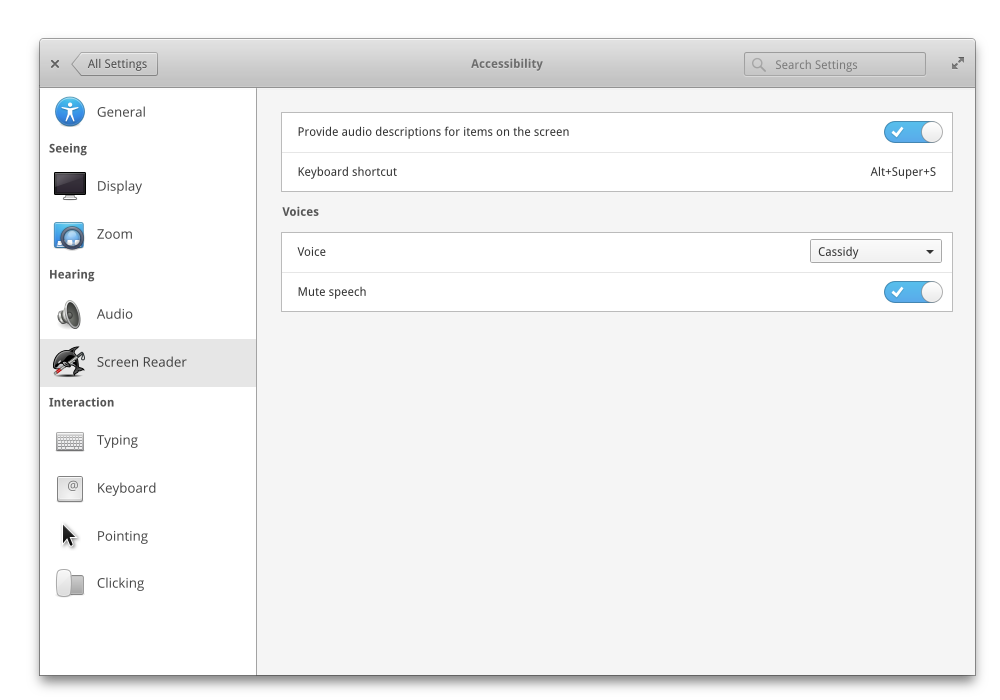 All Settings
Accessibility
Search Settings
General
Seeing
Display
Zoom
Hearing
Audio
Screen Reader
Interaction
Typing
@
Keyboard
Pointing
Clicking
Provide audio descriptions for items on the screen
Keyboard shortcut Alt+Super+S
Voices
Voice Cassidy
Mute speech